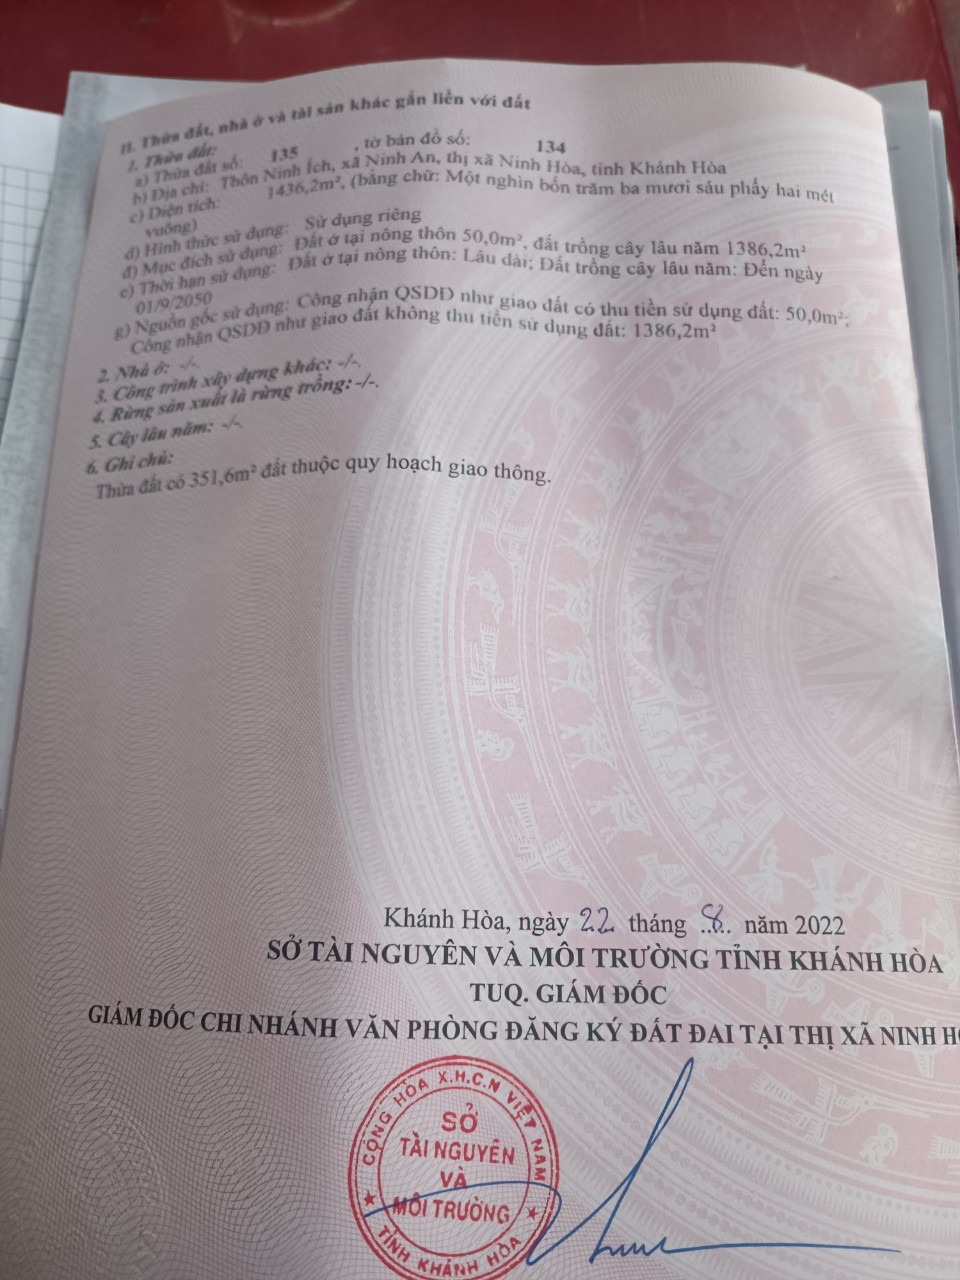 II. Thửa đất, nhà ở và tài sản khác gắn liền với đất
1. Thửa đất:
a) Thửa đất số: 135 , tờ bản đồ số: 134
b) Địa chỉ: Thôn Ninh Ích, xã Ninh An, thị xã Ninh Hòa, tỉnh Khánh Hòa
c) Diện tích: 1436,2m², (bằng chữ: Một nghìn bốn trăm ba mươi sáu phẩy hai mét
vuông)
d) Hình thức sử dụng: Sử dụng riêng
đ) Mục đích sử dụng: Đất ở tại nông thôn 50,0m², đất trồng cây lâu năm 1386,2m²
e) Thời hạn sử dụng: Đất ở tại nông thôn: Lâu dài; Đất trồng cây lâu năm: Đến ngày
01/9/2050
g) Nguồn gốc sử dụng: Công nhận QSDĐ như giao đất có thu tiền sử dụng đất: 50,0m²;
Công nhận QSDĐ như giao đất không thu tiền sử dụng đất: 1386,2m²
2. Nhà ở: -/-.
3. Công trình xây dựng khác: -/-.
4. Rừng sản xuất là rừng trồng: -/-.
5. Cây lâu năm: -/-.
6. Ghi chú:
Thửa đất có 351,6m² đất thuộc quy hoạch giao thông.
Khánh Hòa, ngày 22 tháng 8 năm 2022
SỞ TÀI NGUYÊN VÀ MÔI TRƯỜNG TỈNH KHÁNH HÒA
TUQ. GIÁM ĐỐC
GIÁM ĐỐC CHI NHÁNH VĂN PHÒNG ĐĂNG KÝ ĐẤT ĐAI TẠI THỊ XÃ NINH H
CỘNG HÒA X.H.C.N VIỆT NAM
SỞ
TÀI NGUYÊN
VÀ
MÔI TRƯỜNG
TỈNH KHÁNH HÒA